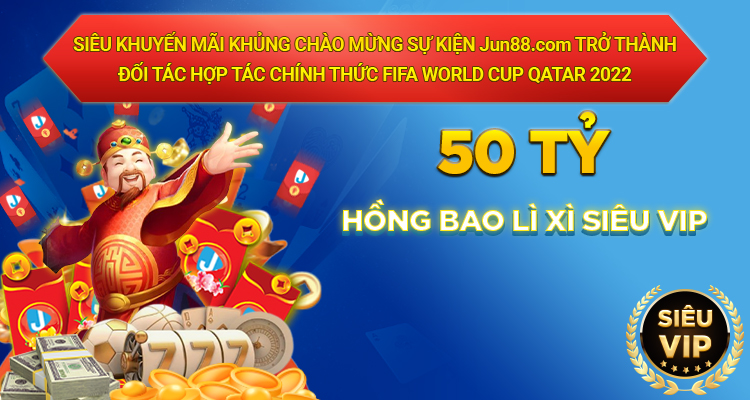 SIÊU KHUYẾN MÃI KHỦNG CHÀO MỪNG SỰ KIỆN Jun88.com TRỞ THÀNH
ĐỐI TÁC HỢP TÁC CHÍNH THỨC FIFA WORLD CUP QATAR 2022
50 TỶ
HỒNG BAO LÌ XÌ SIÊU VIP
777
SIÊU
VIP